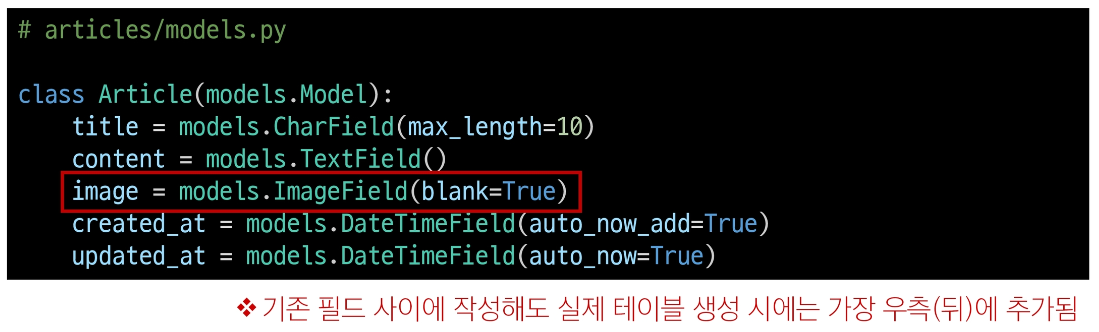 # articles/models.py
class Article(models.Model):
title = models.CharField(max_length=10)
content = models.TextField()
image = models.ImageField(blank=True)
created_at = models.DateTimeField(auto_now_add=True)
updated_at = models.DateTimeField(auto_now=True)
❖ 기존 필드 사이에 작성해도 실제 테이블 생성 시에는 가장 우측(뒤)에 추가됨